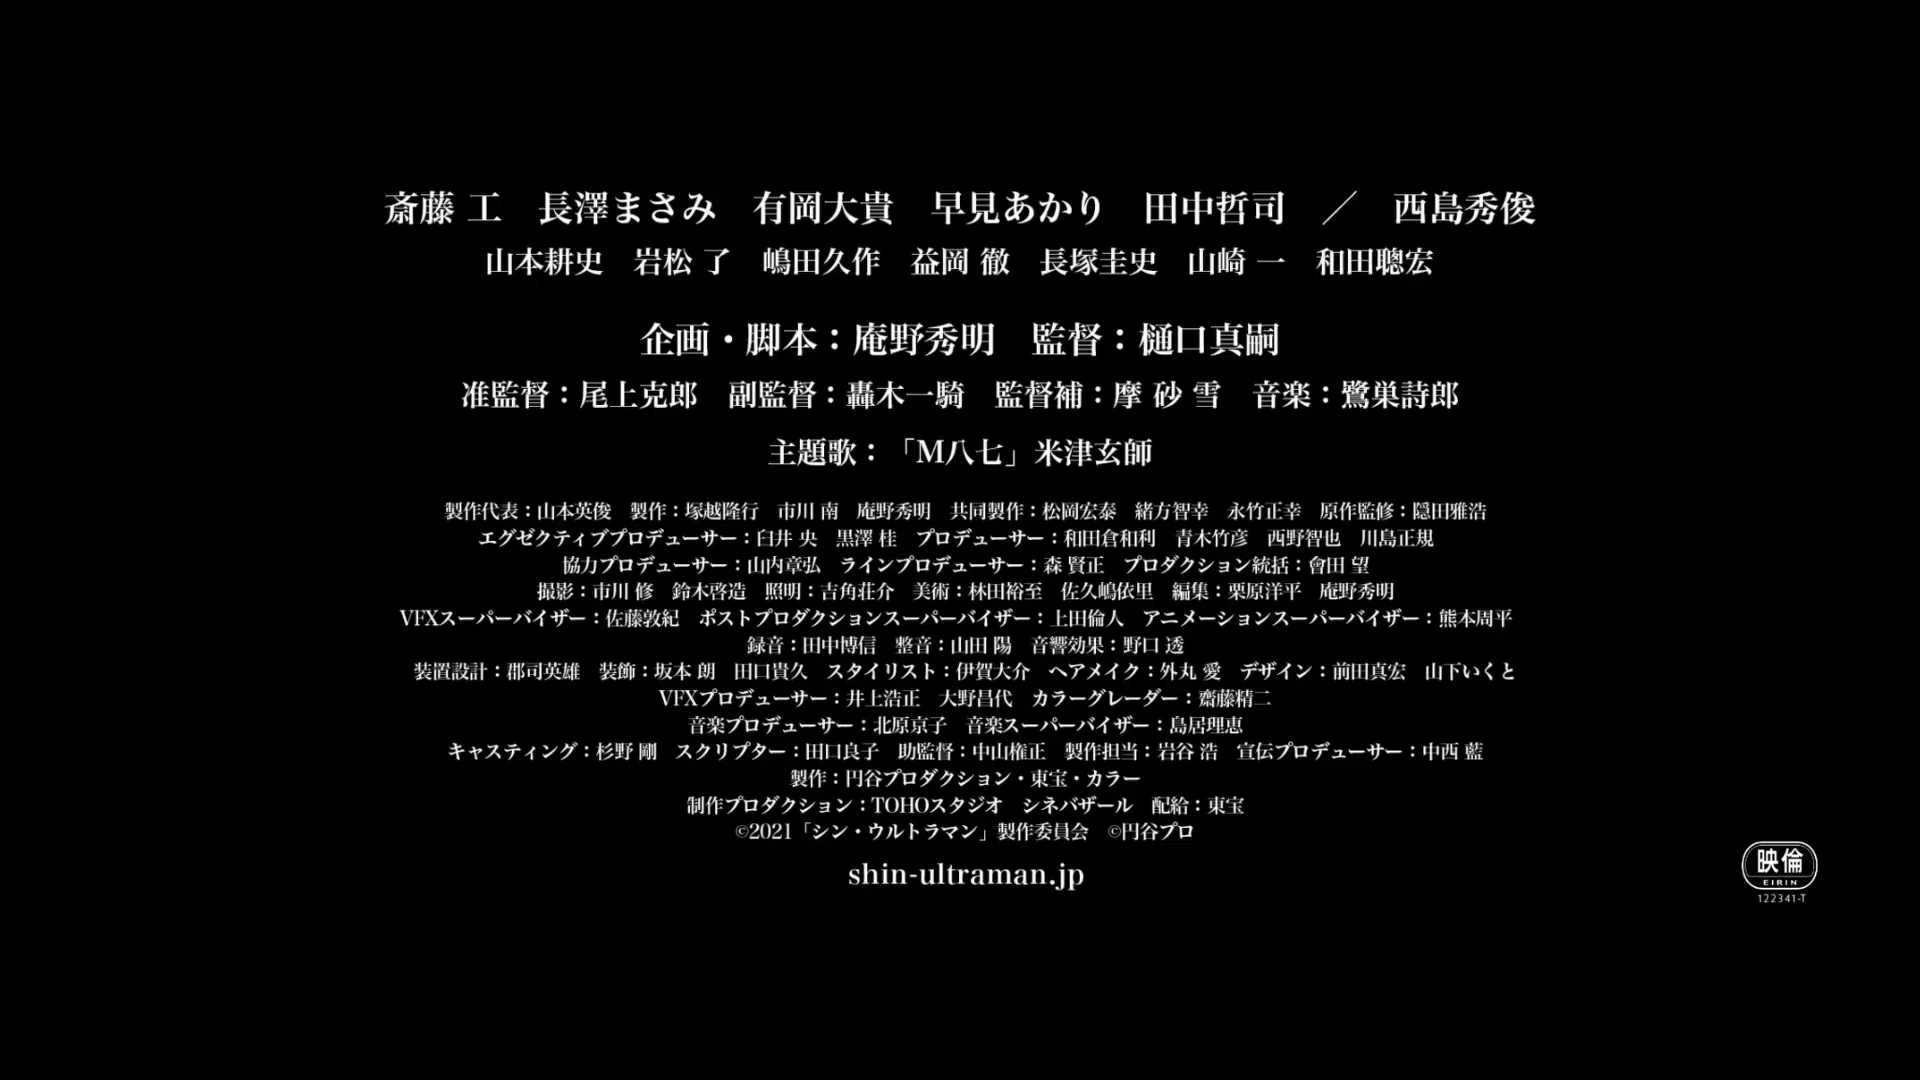 斎藤 工　長澤まさみ　有岡大貴　早見あかり　田中哲司　／　西島秀俊
山本耕史　岩松 了　嶋田久作　益岡 徹　長塚圭史　山崎 一　和田聰宏
企画・脚本：庵野秀明　監督：樋口真嗣
准監督：尾上克郎　副監督：轟木一騎　監督補：摩 砂 雪　音楽：鷺巣詩郎
主題歌：「M八七」米津玄師
製作代表：山本英俊　製作：塚越隆行　市川 南　庵野秀明　共同製作：松岡宏泰　緒方智幸　永竹正幸　原作監修：隠田雅浩
エグゼクティブプロデューサー：臼井 央　黒澤 桂　プロデューサー：和田倉和利　青木竹彦　西野智也　川島正規
協力プロデューサー：山内章弘　ラインプロデューサー：森 賢正　プロダクション統括：會田 望
撮影：市川 修　鈴木啓造　照明：吉角荘介　美術：林田裕至　佐久嶋依里　編集：栗原洋平　庵野秀明
VFXスーパーバイザー：佐藤敦紀　ポストプロダクションスーパーバイザー：上田倫人　アニメーションスーパーバイザー：熊本周平
録音：田中博信　整音：山田 陽　音響効果：野口 透
装置設計：郡司英雄　装飾：坂本 朗　田口貴久　スタイリスト：伊賀大介　ヘアメイク：外丸 愛　デザイン：前田真宏　山下いくと
VFXプロデューサー：井上浩正　大野昌代　カラーグレーダー：齋藤精二
音楽プロデューサー：北原京子　音楽スーパーバイザー：島居理恵
キャスティング：杉野 剛　スクリプター：田口良子　助監督：中山権正　製作担当：岩谷 浩　宣伝プロデューサー：中西 藍
製作：円谷プロダクション・東宝・カラー
制作プロダクション：TOHOスタジオ　シネバザール　配給：東宝
©2021「シン・ウルトラマン」製作委員会　©円谷プロ
shin-ultraman.jp
映倫
EIRIN
122341-T